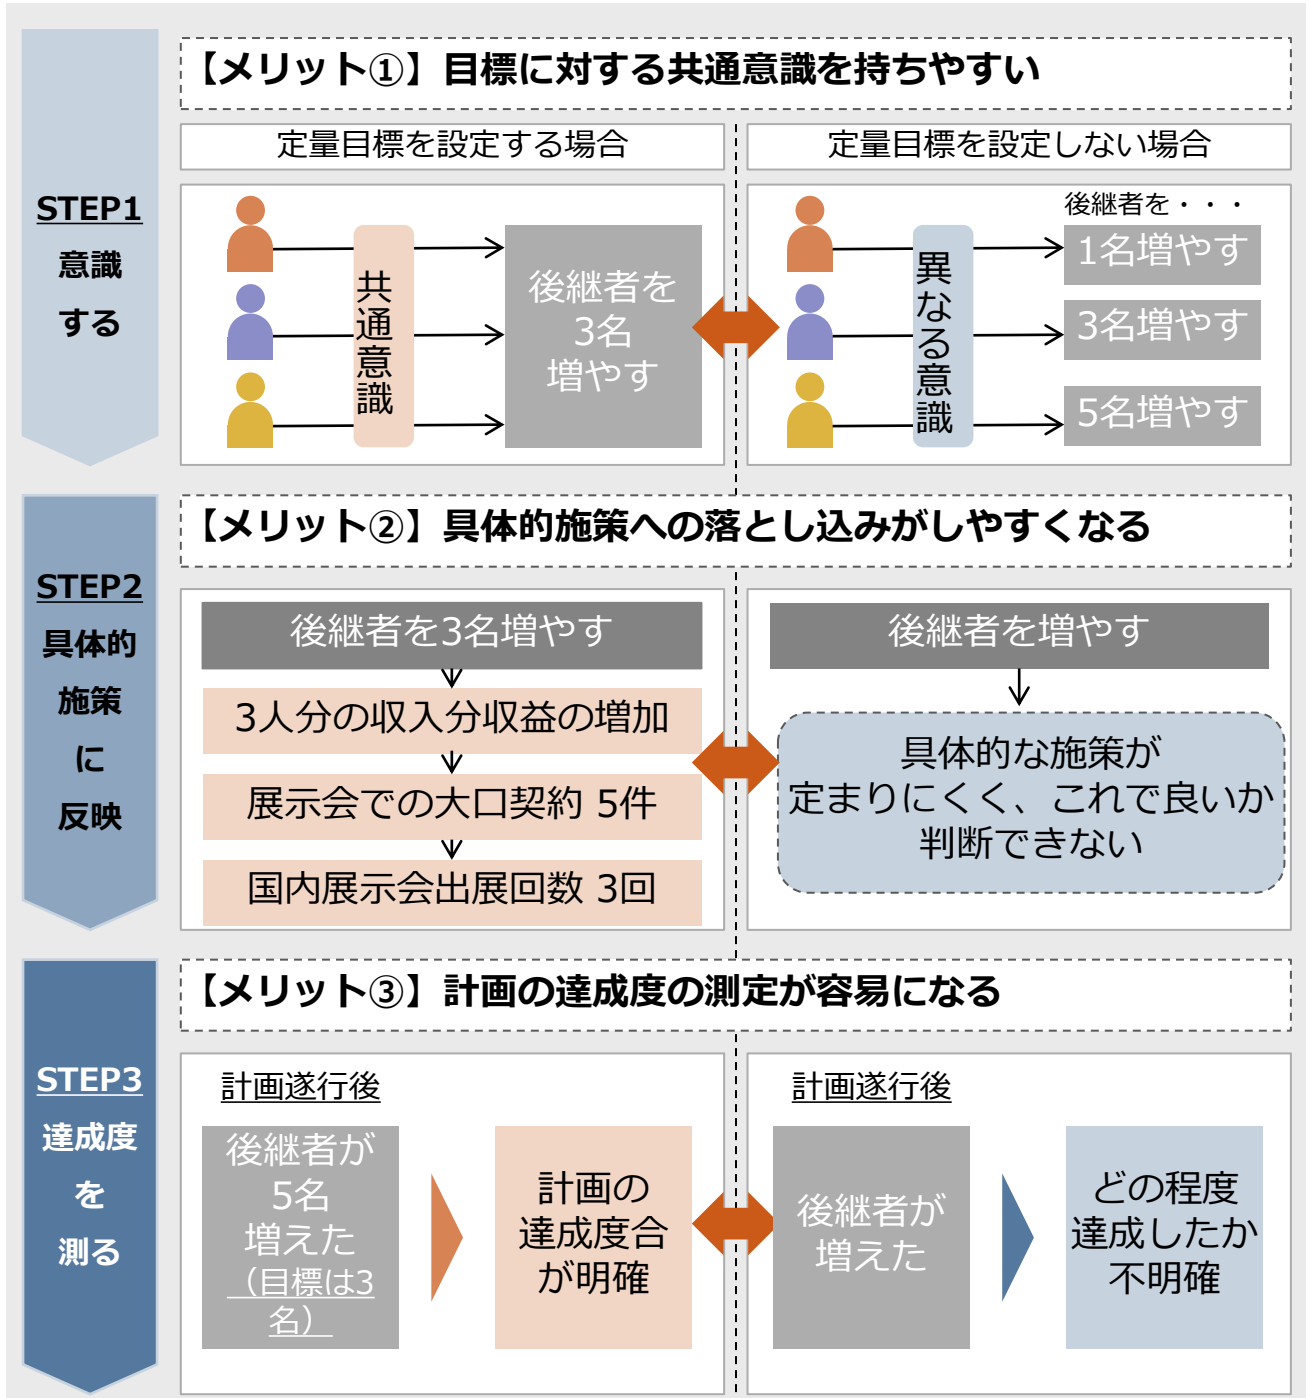 【メリット①】目標に対する共通意識を持ちやすい
定量目標を設定する場合
定量目標を設定しない場合
STEP1
意識
する
共通意識
後継者を
3名
増やす
異なる意識
後継者を・・・
1名増やす
3名増やす
5名増やす
【メリット②】具体的施策への落とし込みがしやすくなる
STEP2
具体的
施策
に
反映
後継者を3名増やす
3人分の収入分収益の増加
展示会での大口契約 5件
国内展示会出展回数 3回
後継者を増やす
具体的な施策が
定まりにくく、これで良いか
判断できない
【メリット③】計画の達成度の測定が容易になる
STEP3
達成度
を
測る
計画遂行後
後継者が
5名
増えた
（目標は3
名）
計画の
達成度合
が明確
計画遂行後
後継者が
増えた
どの程度
達成したか
不明確